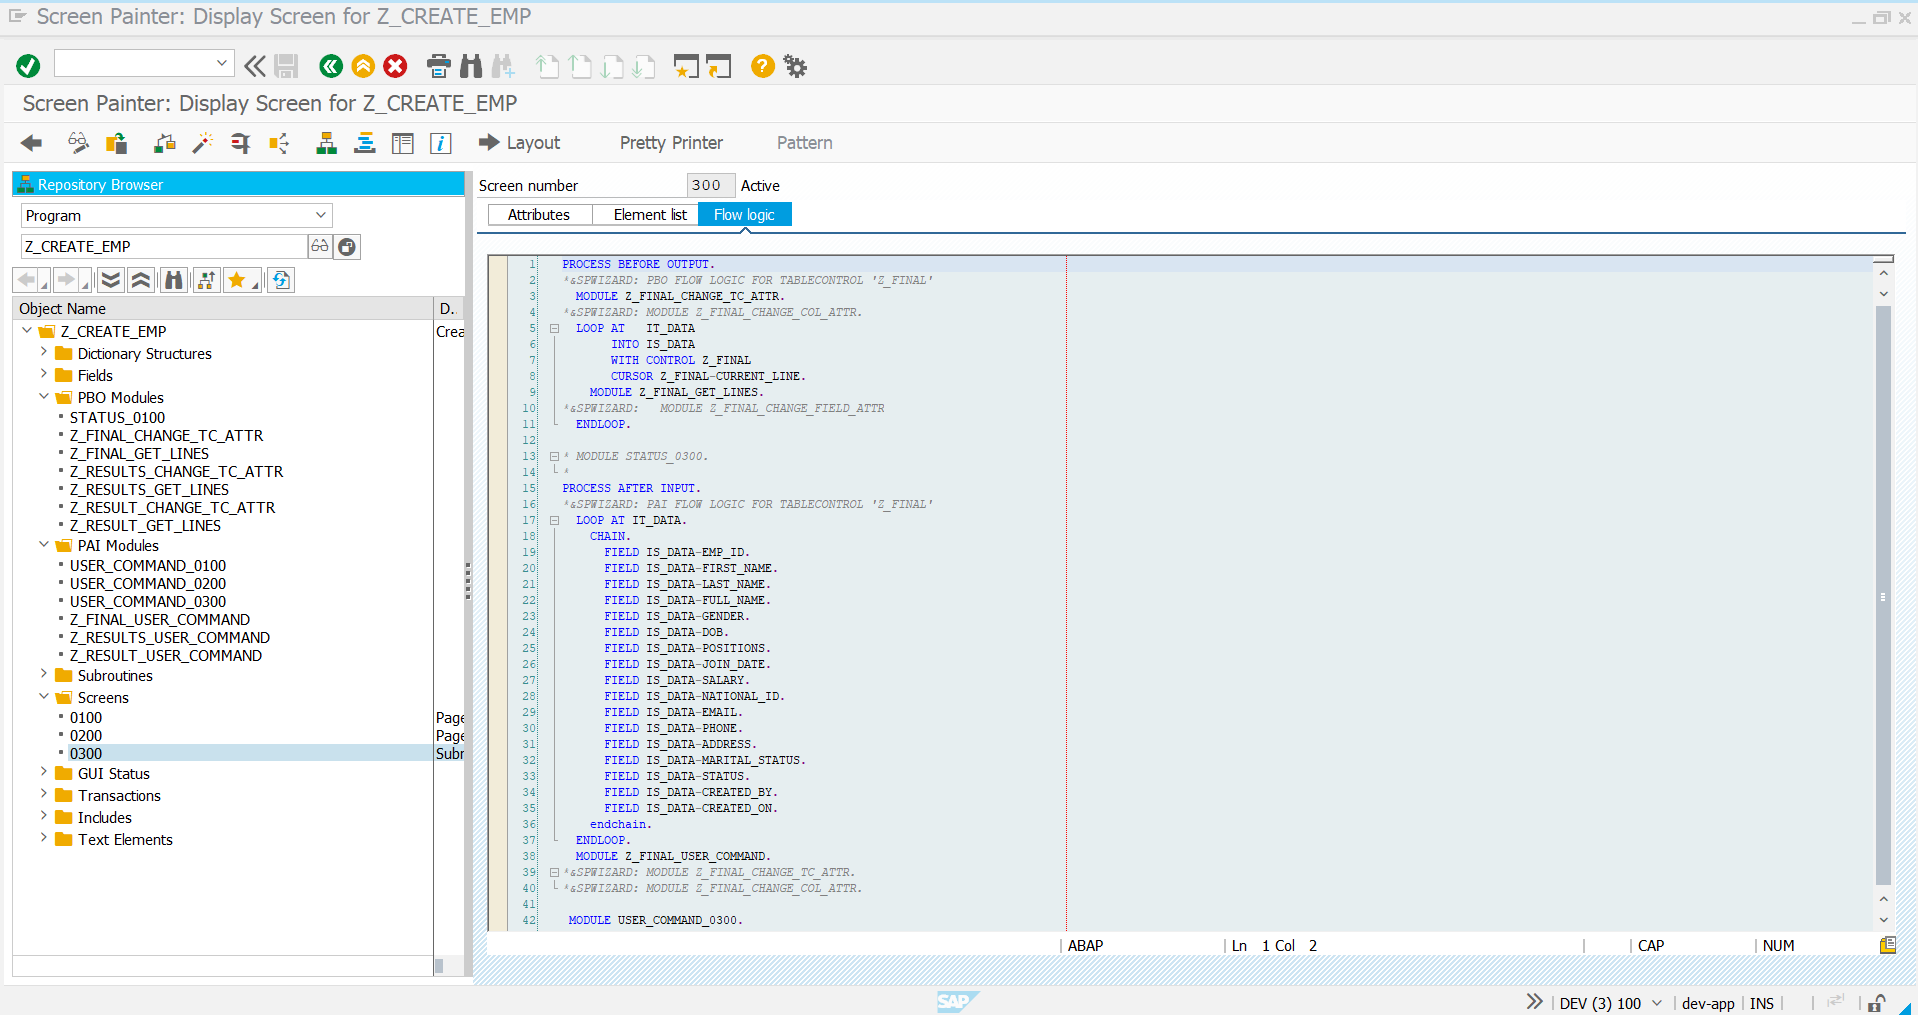 Screen Painter: Display Screen for Z_CREATE_EMP
Screen Painter: Display Screen for Z_CREATE_EMP
Layout Pretty Printer Pattern
Repository Browser
Program
Z_CREATE_EMP
Object Name D..
Z_CREATE_EMP Crea
Dictionary Structures
Fields
PBO Modules
STATUS_0100
Z_FINAL_CHANGE_TC_ATTR
Z_FINAL_GET_LINES
Z_RESULTS_CHANGE_TC_ATTR
Z_RESULTS_GET_LINES
Z_RESULT_CHANGE_TC_ATTR
Z_RESULT_GET_LINES
PAI Modules
USER_COMMAND_0100
USER_COMMAND_0200
USER_COMMAND_0300
Z_FINAL_USER_COMMAND
Z_RESULTS_USER_COMMAND
Z_RESULT_USER_COMMAND
Subroutines
Screens
0100 Page
0200 Page
0300 Subr
GUI Status
Transactions
Includes
Text Elements
Screen number 300 Active
Attributes Element list Flow logic
1 PROCESS BEFORE OUTPUT.
2 *&SPWIZARD: PBO FLOW LOGIC FOR TABLECONTROL 'Z_FINAL'
3 MODULE Z_FINAL_CHANGE_TC_ATTR.
4 *&SPWIZARD: MODULE Z_FINAL_CHANGE_COL_ATTR.
5 LOOP AT   IT_DATA
6 INTO IS_DATA
7 WITH CONTROL Z_FINAL
8 CURSOR Z_FINAL-CURRENT_LINE.
9 MODULE Z_FINAL_GET_LINES.
10 *&SPWIZARD:   MODULE Z_FINAL_CHANGE_FIELD_ATTR
11 ENDLOOP.
12
13 * MODULE STATUS_0300.
14 *
15 PROCESS AFTER INPUT.
16 *&SPWIZARD: PAI FLOW LOGIC FOR TABLECONTROL 'Z_FINAL'
17 LOOP AT IT_DATA.
18 CHAIN.
19 FIELD IS_DATA-EMP_ID.
20 FIELD IS_DATA-FIRST_NAME.
21 FIELD IS_DATA-LAST_NAME.
22 FIELD IS_DATA-FULL_NAME.
23 FIELD IS_DATA-GENDER.
24 FIELD IS_DATA-DOB.
25 FIELD IS_DATA-POSITIONS.
26 FIELD IS_DATA-JOIN_DATE.
27 FIELD IS_DATA-SALARY.
28 FIELD IS_DATA-NATIONAL_ID.
29 FIELD IS_DATA-EMAIL.
30 FIELD IS_DATA-PHONE.
31 FIELD IS_DATA-ADDRESS.
32 FIELD IS_DATA-MARITAL_STATUS.
33 FIELD IS_DATA-STATUS.
34 FIELD IS_DATA-CREATED_BY.
35 FIELD IS_DATA-CREATED_ON.
36 endchain.
37 ENDLOOP.
38 MODULE Z_FINAL_USER_COMMAND.
39 *&SPWIZARD: MODULE Z_FINAL_CHANGE_TC_ATTR.
40 *&SPWIZARD: MODULE Z_FINAL_CHANGE_COL_ATTR.
41
42 MODULE USER_COMMAND_0300.
ABAP Ln 1 Col 2 CAP NUM
SAP DEV (3) 100 dev-app INS